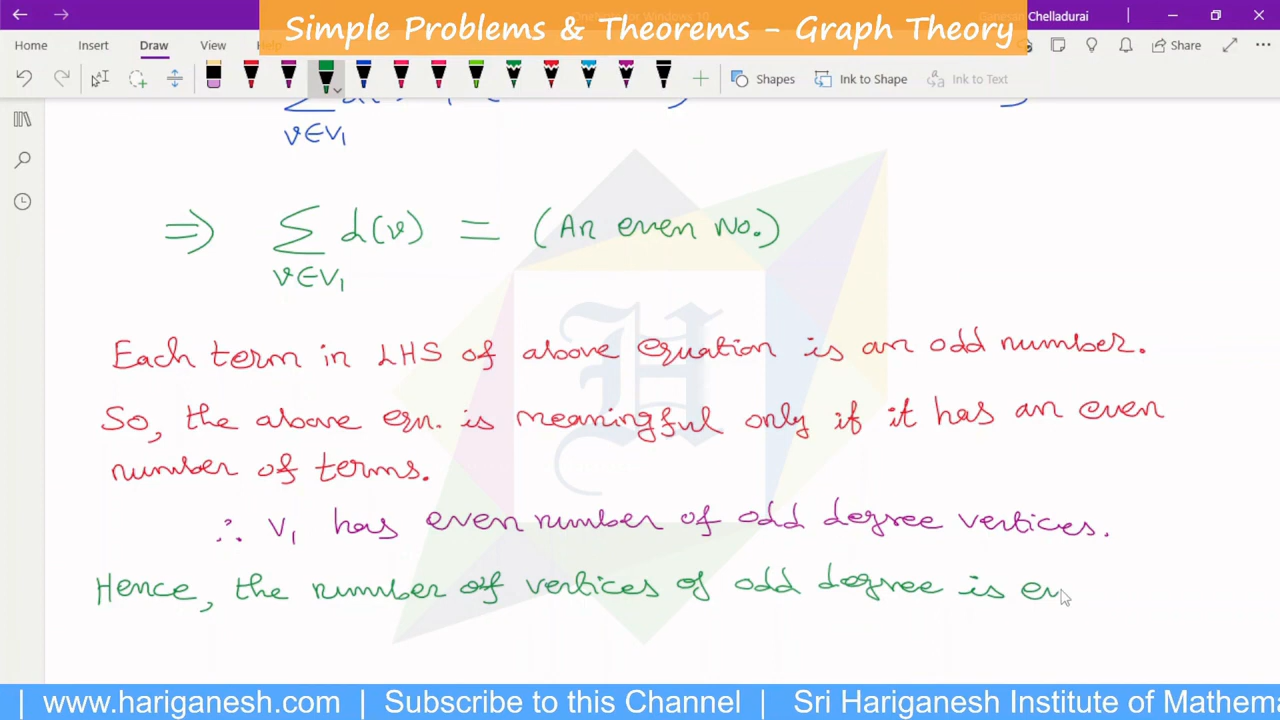 Simple Problems & Theorems - Graph Theory
Chelladurai
Home Insert Draw View
Share
Shapes Ink to Shape Ink to Text
v∈V₁
⇒ ∑ d(v) = (An even No.)
v∈V₁
Each term in LHS of above equation is an odd number.
So, the above eqn. is meaningful only if it has an even
number of terms.
∴ V₁ has even number of odd degree vertices.
Hence, the number of vertices of odd degree is ev
| www.hariganesh.com | Subscribe to this Channel | Sri Hariganesh Institute of Mathema